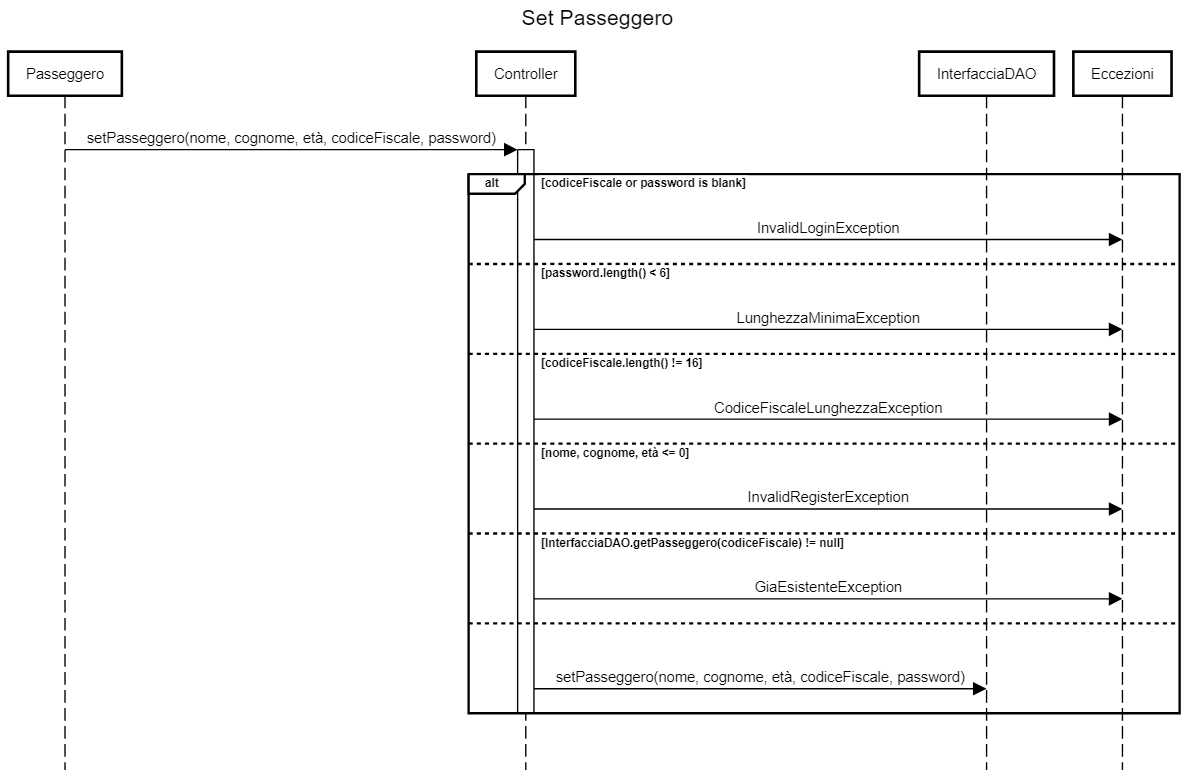 Set Passeggero
Passeggero
Controller
InterfacciaDAO
Eccezioni
setPasseggero(nome, cognome, età, codiceFiscale, password)
alt
[codiceFiscale or password is blank]
InvalidLoginException
[password.length() < 6]
LunghezzaMinimaException
[codiceFiscale.length() != 16]
CodiceFiscaleLunghezzaException
[nome, cognome, età <= 0]
InvalidRegisterException
[InterfacciaDAO.getPasseggero(codiceFiscale) != null]
GiaEsistenteException
setPasseggero(nome, cognome, età, codiceFiscale, password)